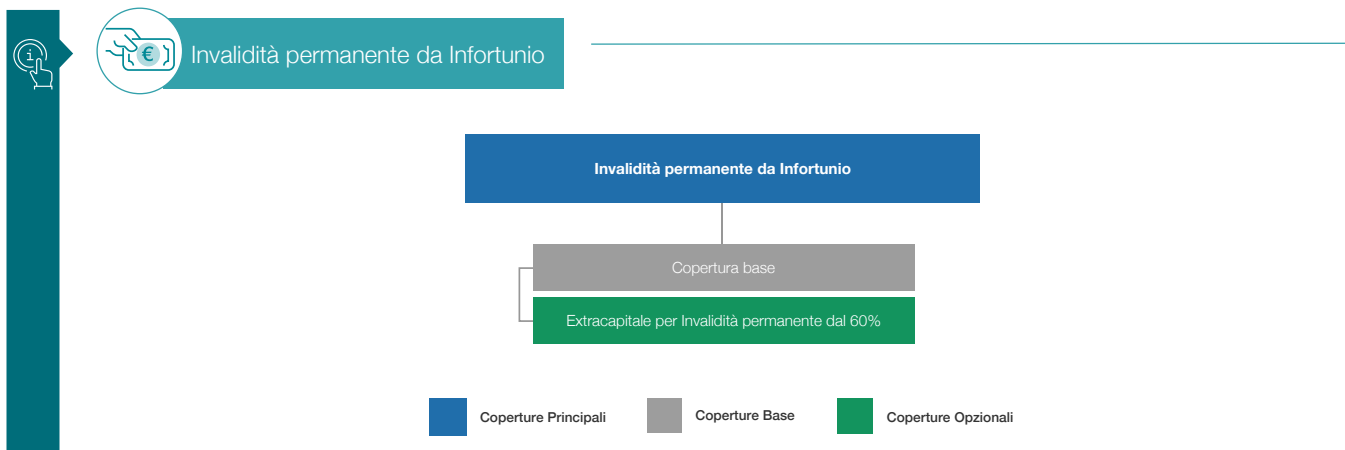 Invalidità permanente da Infortunio
Invalidità permanente da Infortunio
Copertura base
Extracapitale per Invalidità permanente dal 60%
Coperture Principali
Coperture Base
Coperture Opzionali